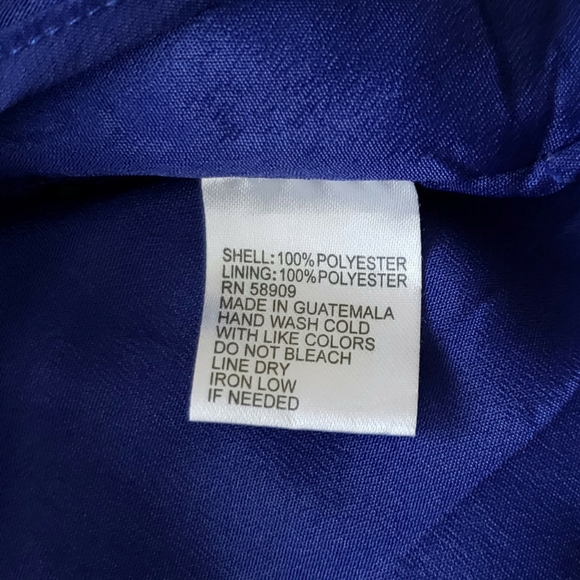 SHELL: 100% POLYESTER
LINING: 100% POLYESTER
RN 58909
MADE IN GUATEMALA
HAND WASH COLD
WITH LIKE COLORS
DO NOT BLEACH
LINE DRY
IRON LOW
IF NEEDED